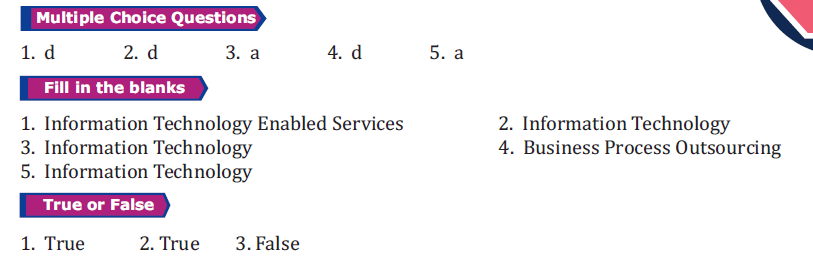 Multiple Choice Questions
1. d 2. d 3. a 4. d 5. a
Fill in the blanks
1. Information Technology Enabled Services 2. Information Technology
3. Information Technology 4. Business Process Outsourcing
5. Information Technology
True or False
1. True 2. True 3. False